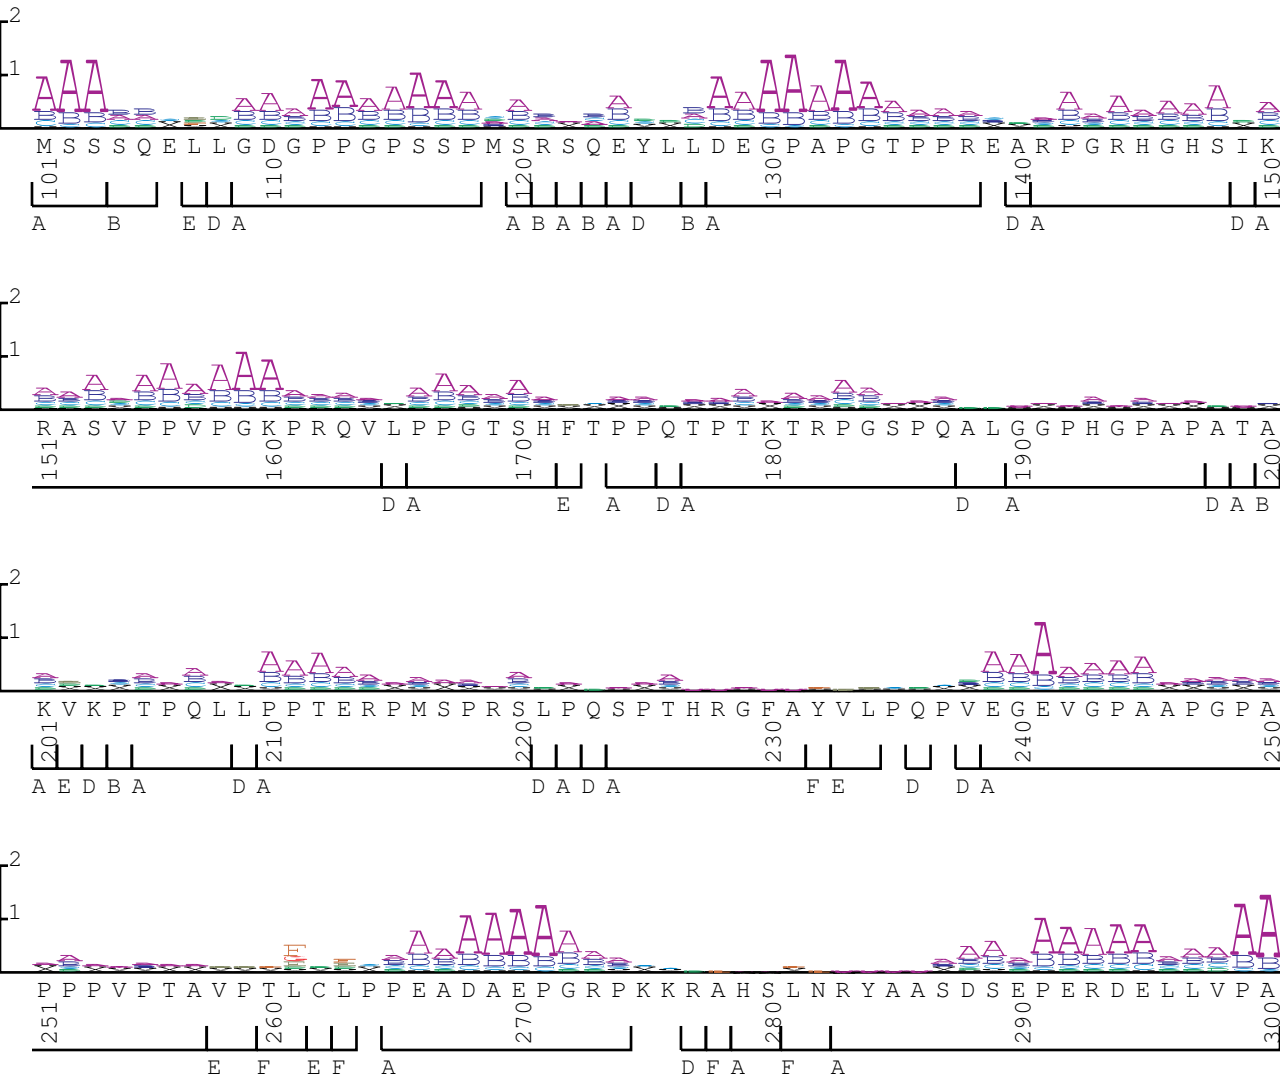 2
1
M S S S Q E L L G D G P P G P S S P M S R S Q E Y L L D E G P A P G T P P R E A R P G R H G H S I K
101 110 120 130 140 150
A B E D A A B A B A D B A D A D A
2
1
R A S V P P V P G K P R Q V L P P G T S H F T P P Q T P T K T R P G S P Q A L G G P H G P A P A T A
151 160 170 180 190 200
D A E A D A D A D A B
2
1
K V K P T P Q L L P P T E R P M S P R S L P Q S P T H R G F A Y V L P Q P V E G E V G P A A P G P A
201 210 220 230 240 250
A E D B A D A D A D A F E D D A
2
1
P P P V P T A V P T L C L P P E A D A E P G R P K K R A H S L N R Y A A S D S E P E R D E L L V P A
251 260 270 280 290 300
E F E F A D F A F A